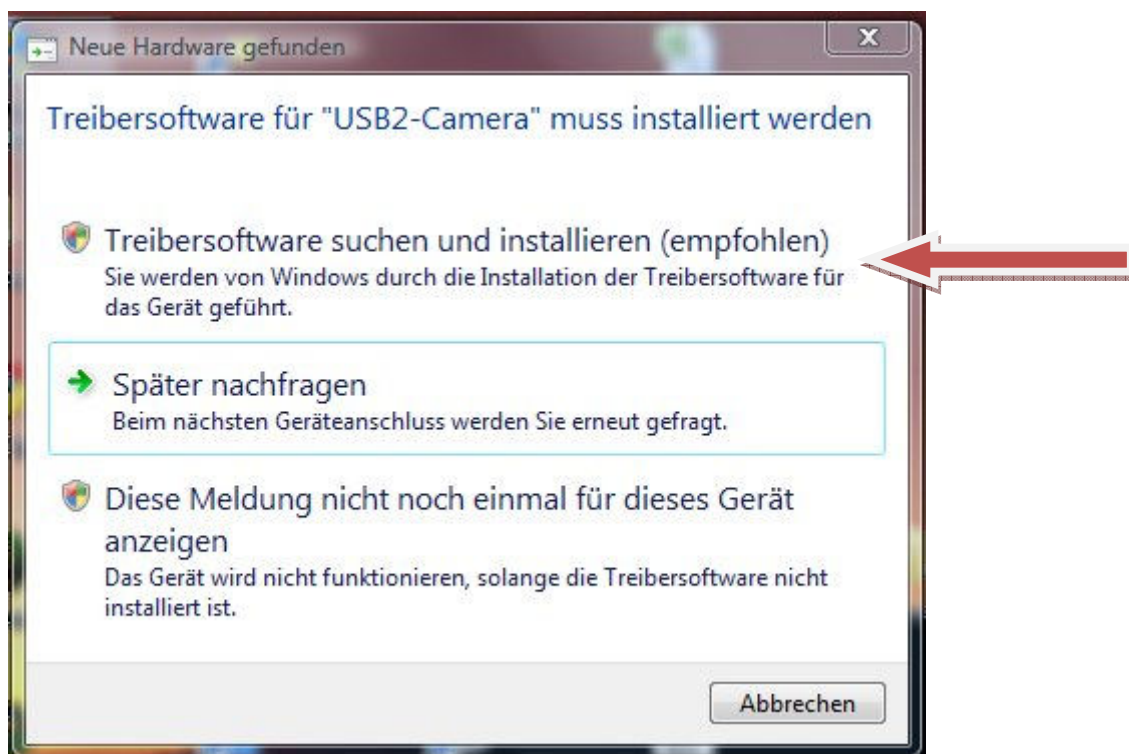 Neue Hardware gefunden
Treibersoftware für "USB2-Camera" muss installiert werden
Treibersoftware suchen und installieren (empfohlen)
Sie werden von Windows durch die Installation der Treibersoftware für
das Gerät geführt.
Später nachfragen
Beim nächsten Geräteanschluss werden Sie erneut gefragt.
Diese Meldung nicht noch einmal für dieses Gerät
anzeigen
Das Gerät wird nicht funktionieren, solange die Treibersoftware nicht
installiert ist.
Abbrechen